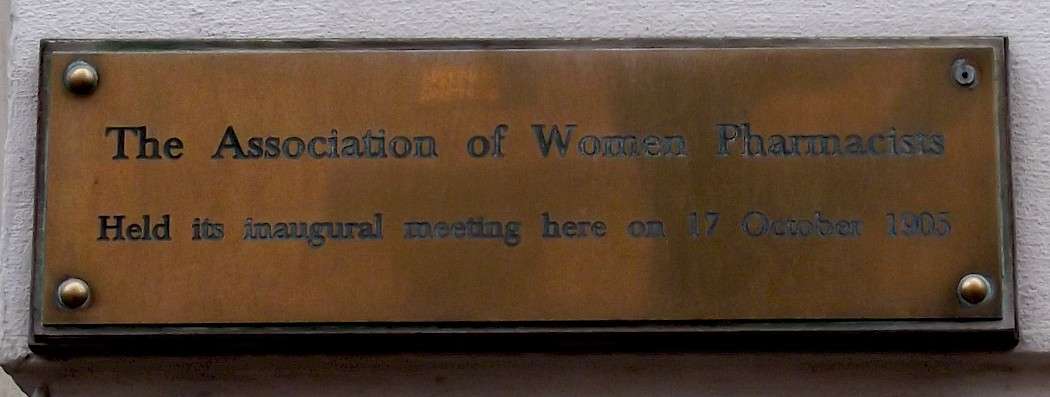 The Association of Women Pharmacists
Held its inaugural meeting here on 17 October 1905